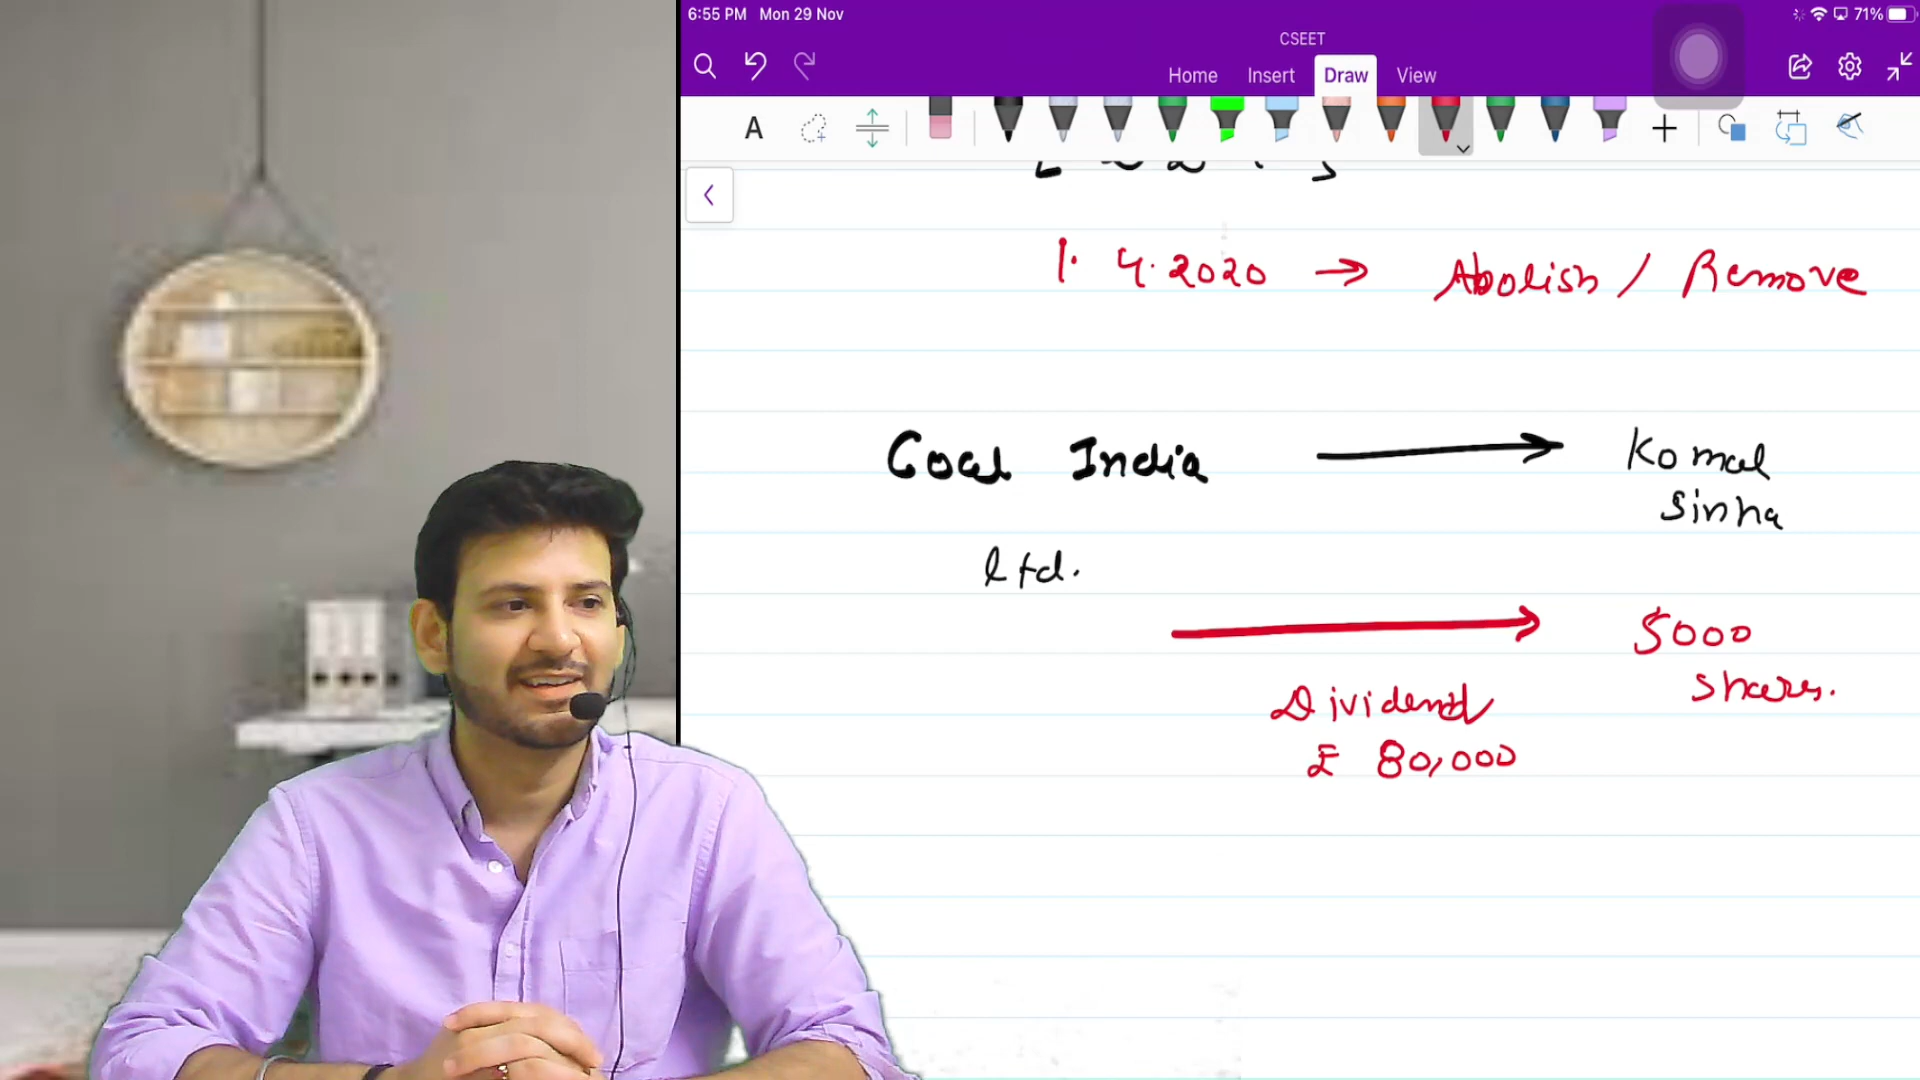 6:55 PM Mon 29 Nov
71%
CSEET
Home Insert Draw View
A
1.4.2020 → Abolish / Remove
Coal India → Komal
Sinha
ltd.
→ 5000
shares.
Dividend
₹ 80,000